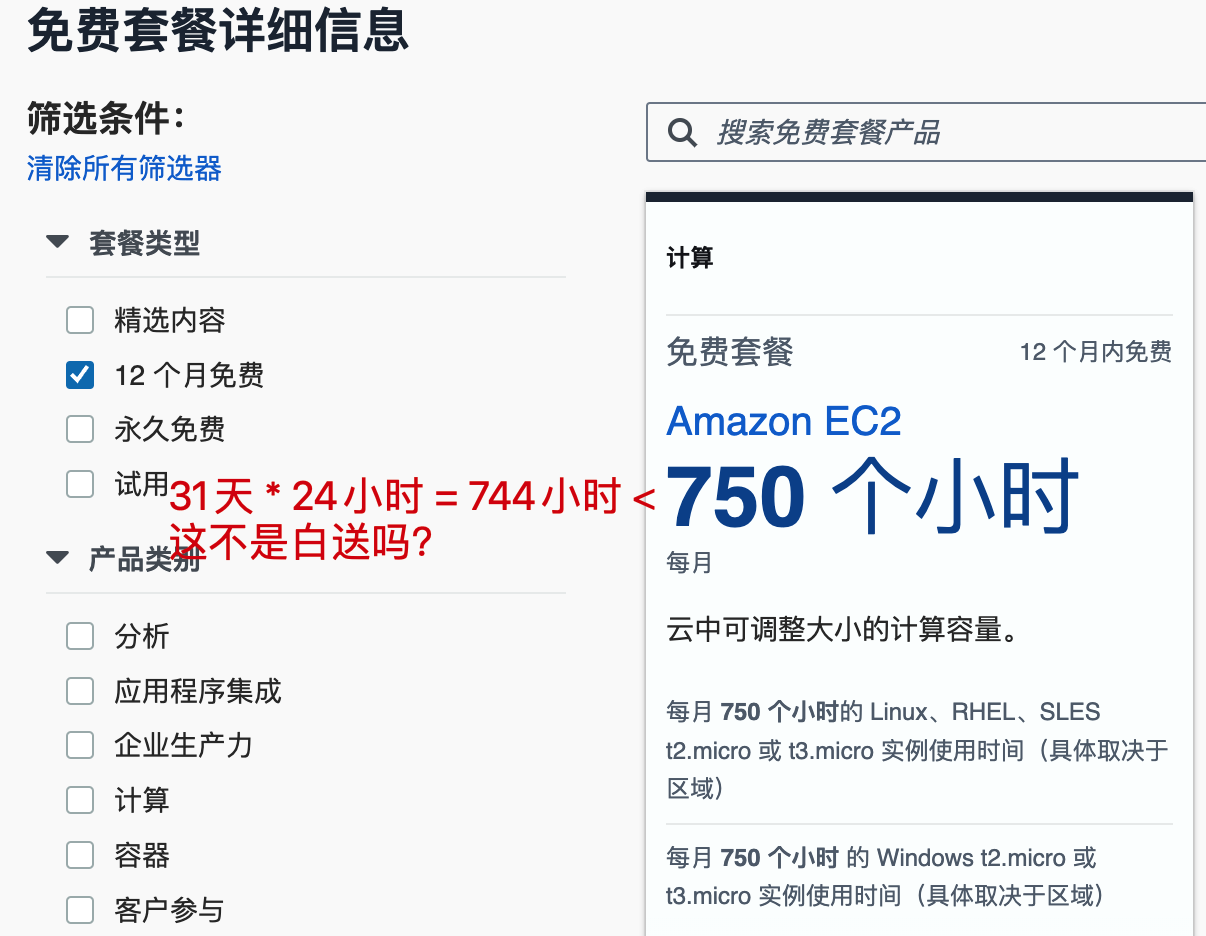 免费套餐详细信息
筛选条件：
清除所有筛选器
套餐类型
精选内容
12 个月免费
永久免费
试用
31天 * 24小时 = 744小时 <
这不是白送吗?
产品类别
分析
应用程序集成
企业生产力
计算
容器
客户参与
搜索免费套餐产品
计算
免费套餐
12 个月内免费
Amazon EC2
750 个小时
每月
云中可调整大小的计算容量。
每月 750 个小时的 Linux、RHEL、SLES
t2.micro 或 t3.micro 实例使用时间（具体取决于
区域）
每月 750 个小时 的 Windows t2.micro 或
t3.micro 实例使用时间（具体取决于区域）